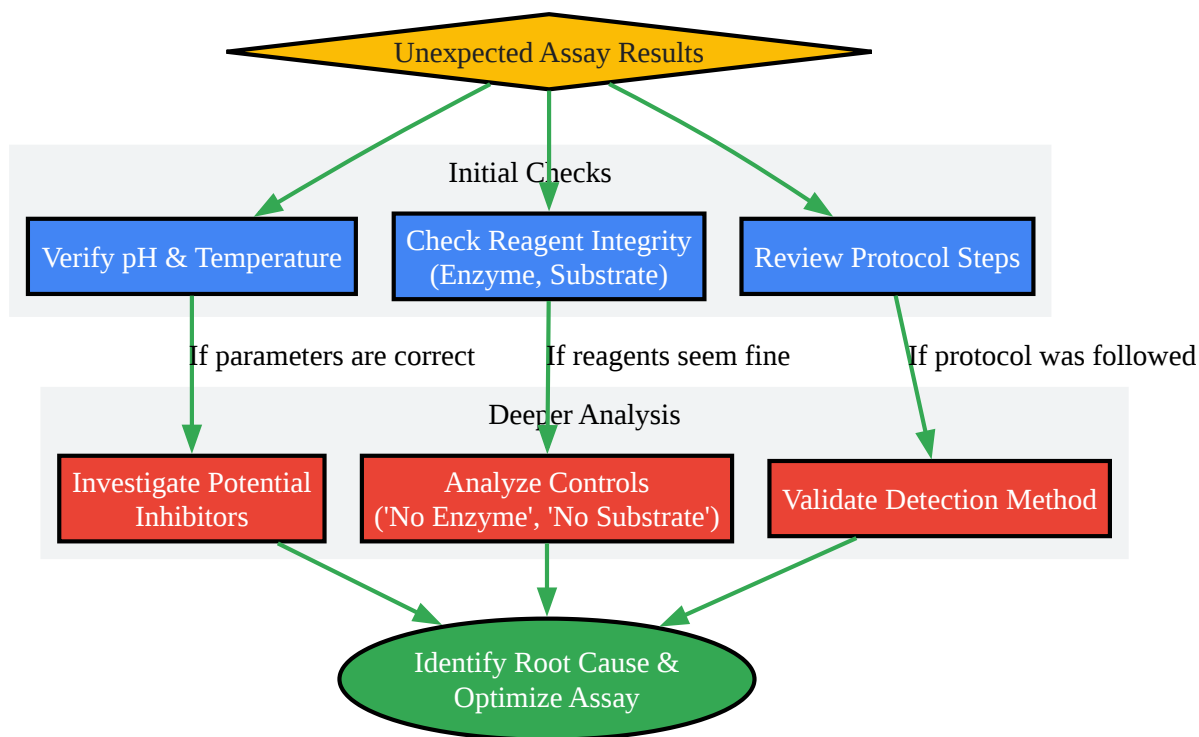 Unexpected Assay Results
Initial Checks
Verify pH & Temperature
Check Reagent Integrity
(Enzyme, Substrate)
Review Protocol Steps
If parameters are correct
If reagents seem fine
If protocol was followed
Deeper Analysis
Investigate Potential
Inhibitors
Analyze Controls
('No Enzyme', 'No Substrate')
Validate Detection Method
Identify Root Cause &
Optimize Assay